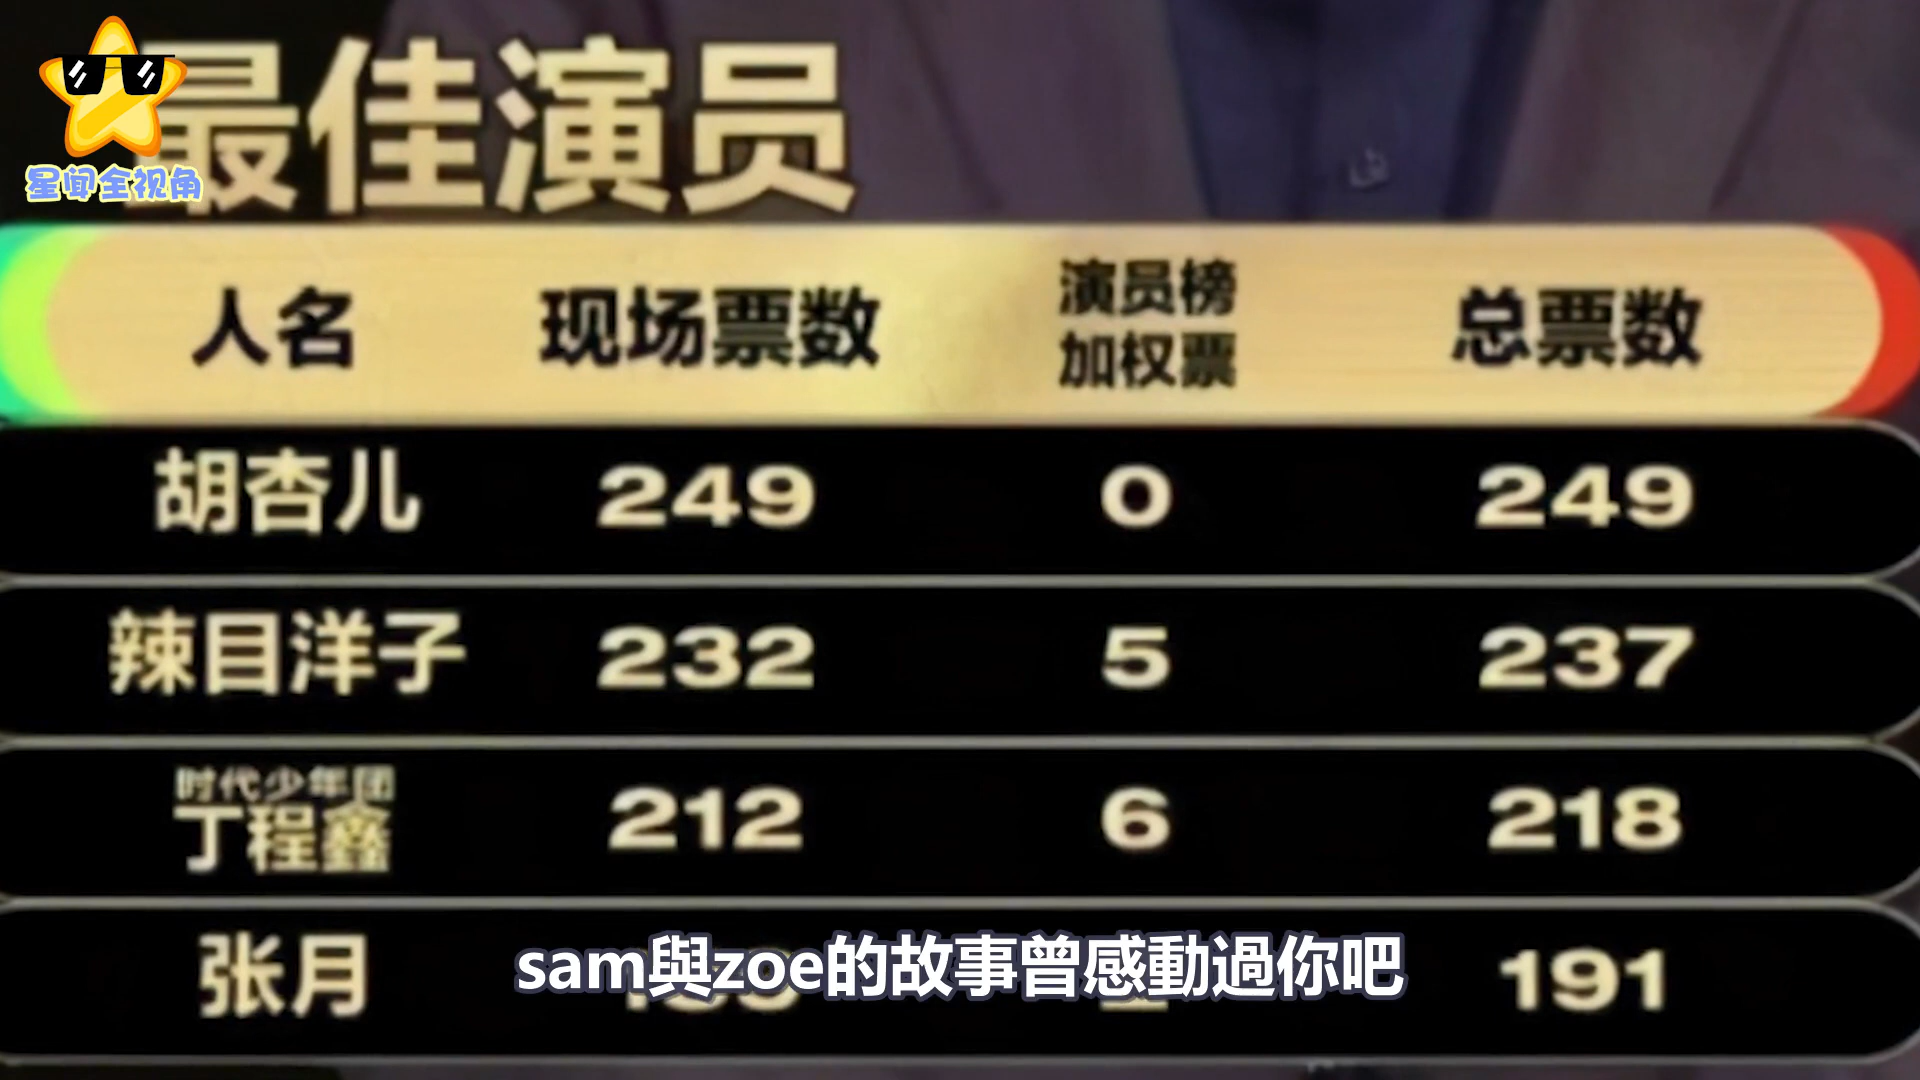 最佳演员
星闻全视角
人名 现场票数 演员榜 总票数
加权票
胡杏儿 249 0 249
辣目洋子 232 5 237
时代少年团
丁程鑫 212 6 218
张月 191
sam與zoe的故事曾感動過你吧